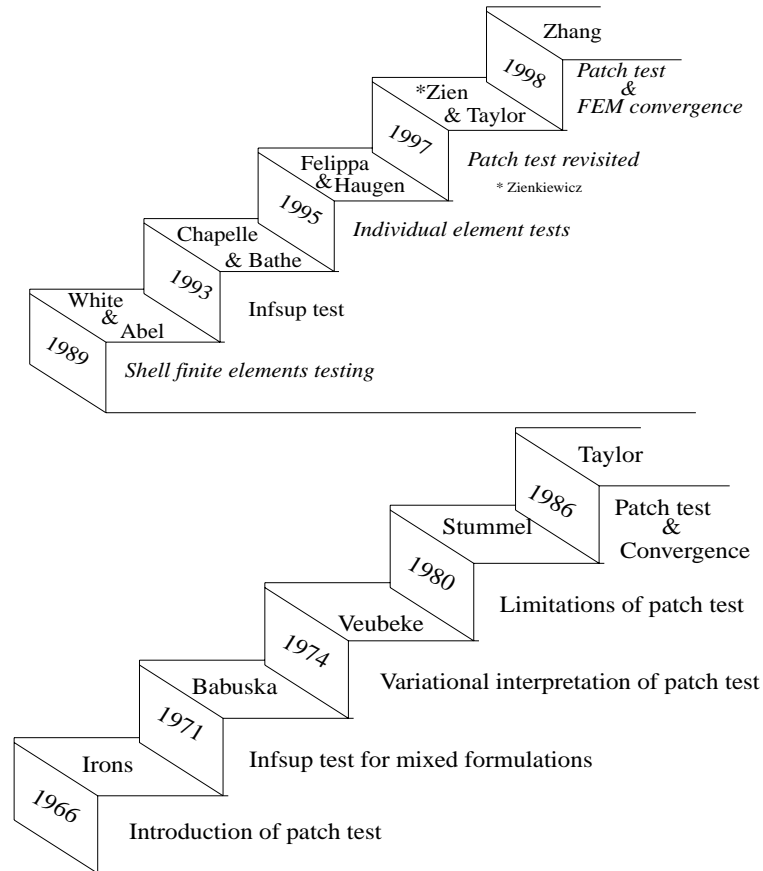 Zhang
1998
Patch test
&
FEM convergence
*Zien
& Taylor
1997
Patch test revisited
* Zienkiewicz
Felippa
& Haugen
1995
Individual element tests
Chapelle
& Bathe
1993
Infsup test
White
&
Abel
1989
Shell finite elements testing
Taylor
1986
Patch test
&
Convergence
Stummel
1980
Limitations of patch test
Veubeke
1974
Variational interpretation of patch test
Babuska
1971
Infsup test for mixed formulations
Irons
1966
Introduction of patch test